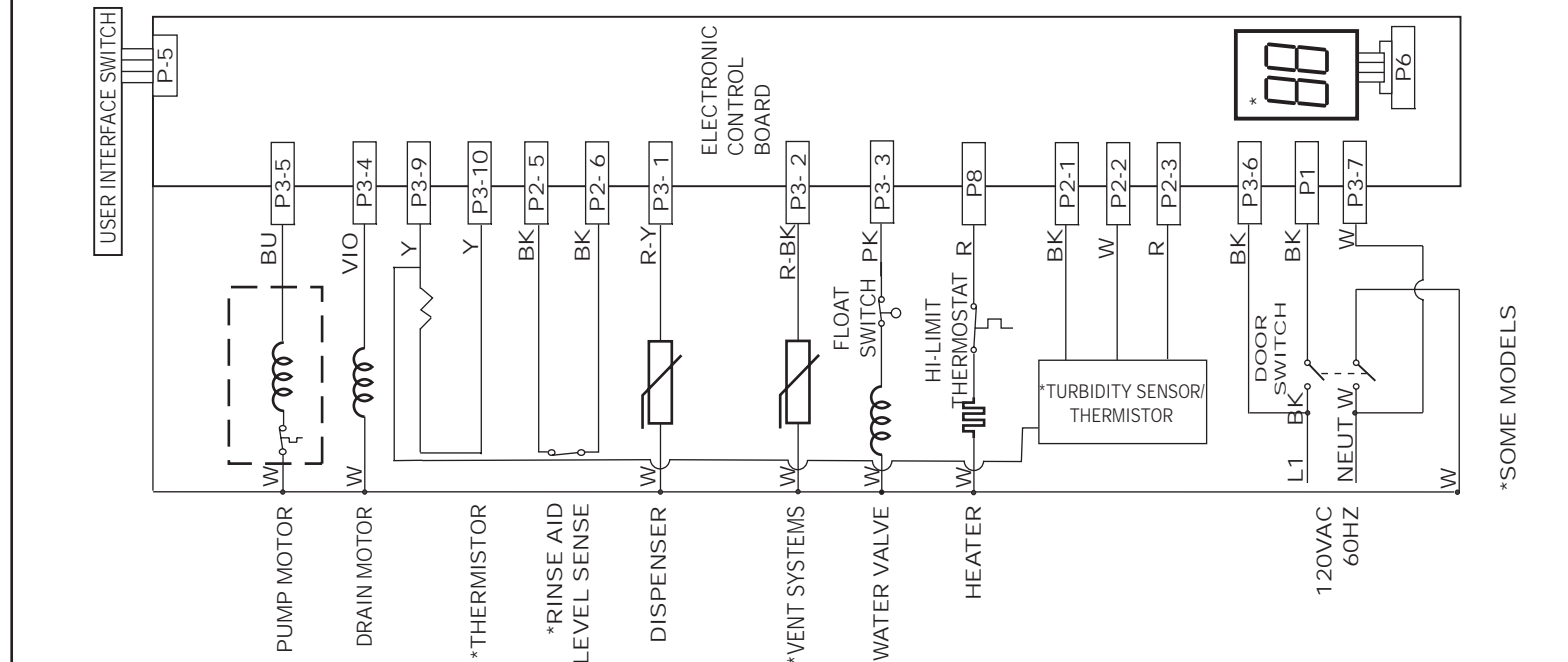 USER INTERFACE SWITCH
P-5
ELECTRONIC
CONTROL
BOARD
*
P6
P3-5
P3-4
P3-9
P3-10
P2- 5
P2- 6
P3- 1
P3- 2
P3- 3
P8
P2-1
P2-2
P2-3
P3-6
P1
P3-7
BU
VIO
Y
Y
BK
BK
R-Y
R-BK
PK
R
BK
W
R
BK
BK
W
FLOAT
SWITCH
HI-LIMIT
THERMOSTAT
*TURBIDITY SENSOR/
THERMISTOR
DOOR
SWITCH
L1
BK
NEUT
W
W
W
W
W
W
W
W
PUMP MOTOR
DRAIN MOTOR
*THERMISTOR
*RINSE AID
LEVEL SENSE
DISPENSER
*VENT SYSTEMS
WATER VALVE
HEATER
120VAC
60HZ
*SOME MODELS